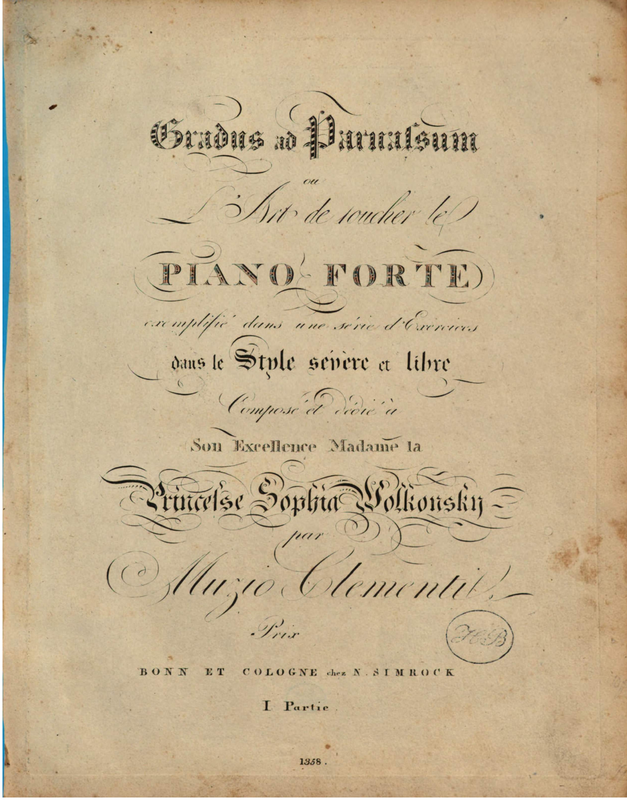 Gradus ad Parnaſsum
ou
L'Art de toucher le
PIANO FORTE
exemplifié dans une série d'Exércices
dans le Style sévère et libre
Composé et dédié à
Son Excellence Madame la
Princeſse Sophia Wolkonsky
par
Muzio Clementi.
Prix
HCB
BONN ET COLOGNE chez N. SIMROCK
I Partie.
1358.